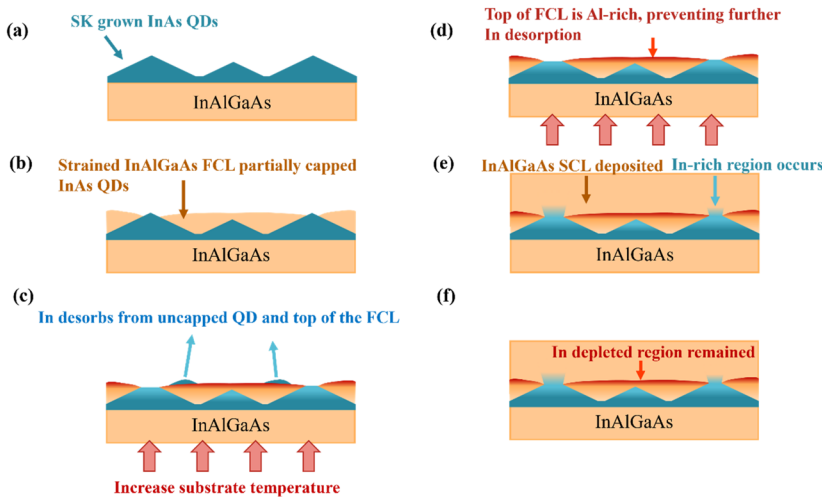 (a)
SK grown InAs QDs
InAlGaAs
(b)
Strained InAlGaAs FCL partially capped
InAs QDs
InAlGaAs
(c)
In desorbs from uncapped QD and top of the FCL
InAlGaAs
Increase substrate temperature
(d)
Top of FCL is Al-rich, preventing further
In desorption
InAlGaAs
(e)
InAlGaAs SCL deposited
In-rich region occurs
InAlGaAs
(f)
In depleted region remained
InAlGaAs